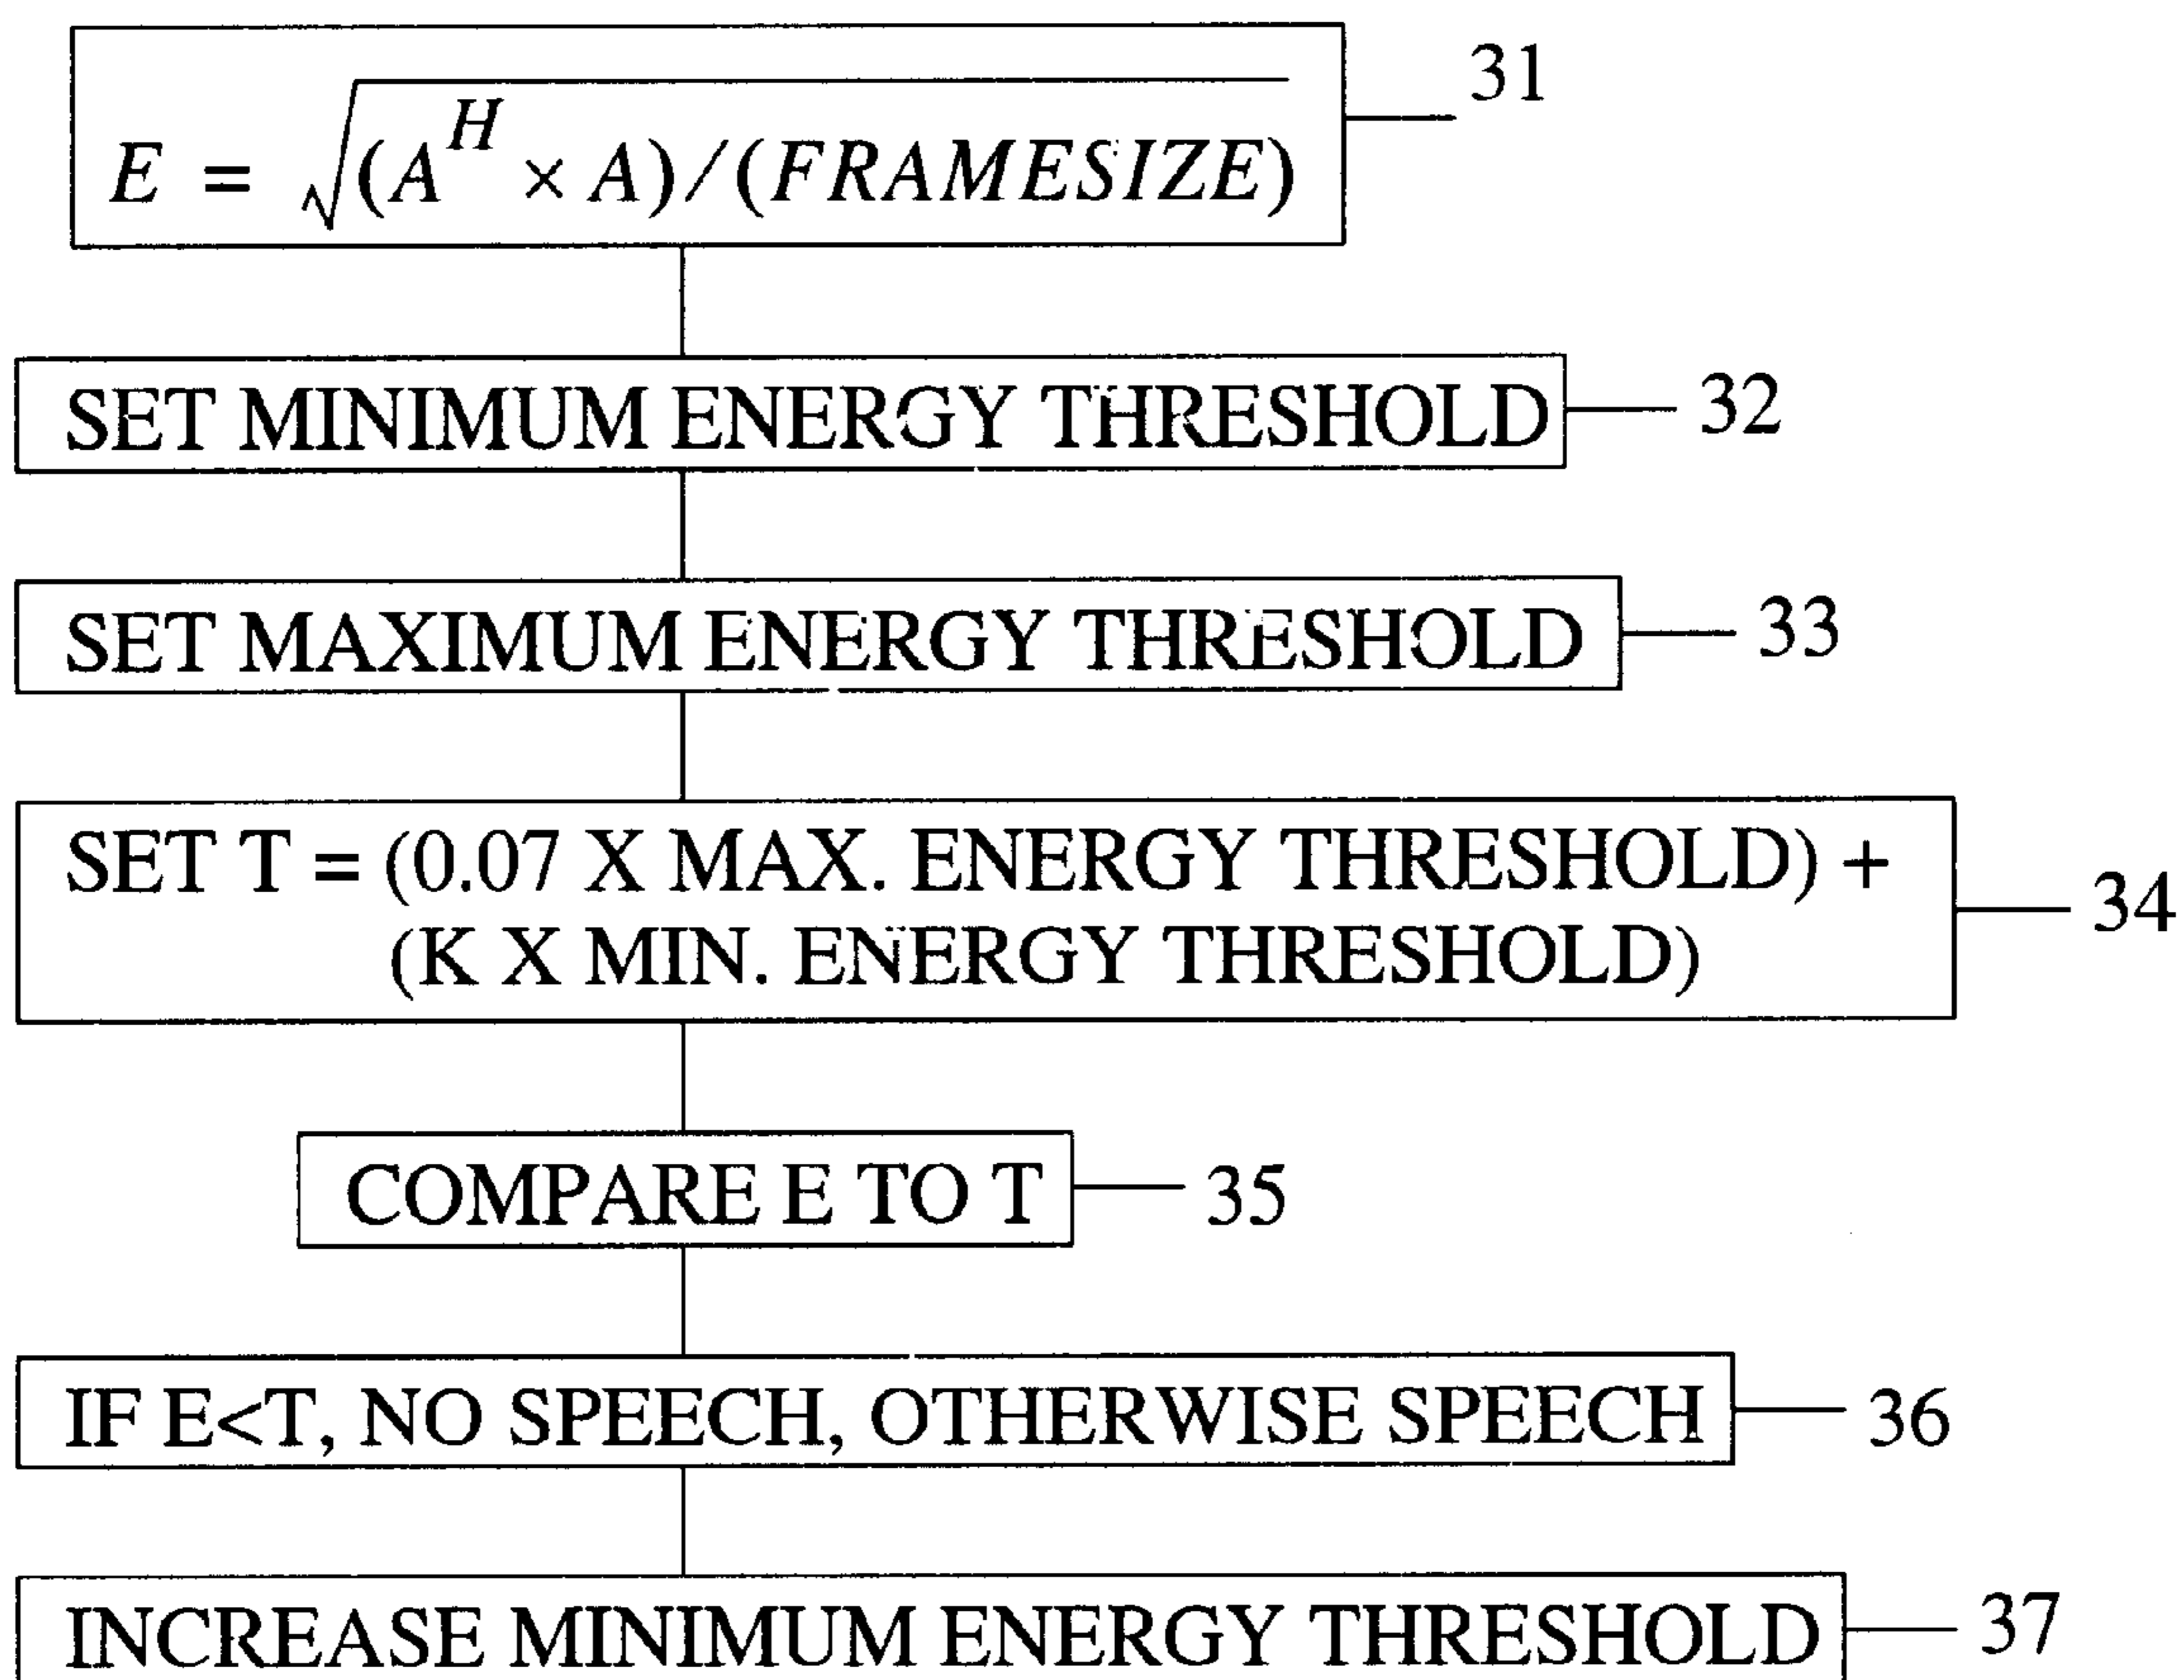 31
E = √(A^H × A)/(FRAMESIZE)
SET MINIMUM ENERGY THRESHOLD 32
SET MAXIMUM ENERGY THRESHOLD 33
SET T = (0.07 X MAX. ENERGY THRESHOLD) +
(K X MIN. ENERGY THRESHOLD)
34
COMPARE E TO T 35
IF E<T, NO SPEECH, OTHERWISE SPEECH 36
INCREASE MINIMUM ENERGY THRESHOLD 37